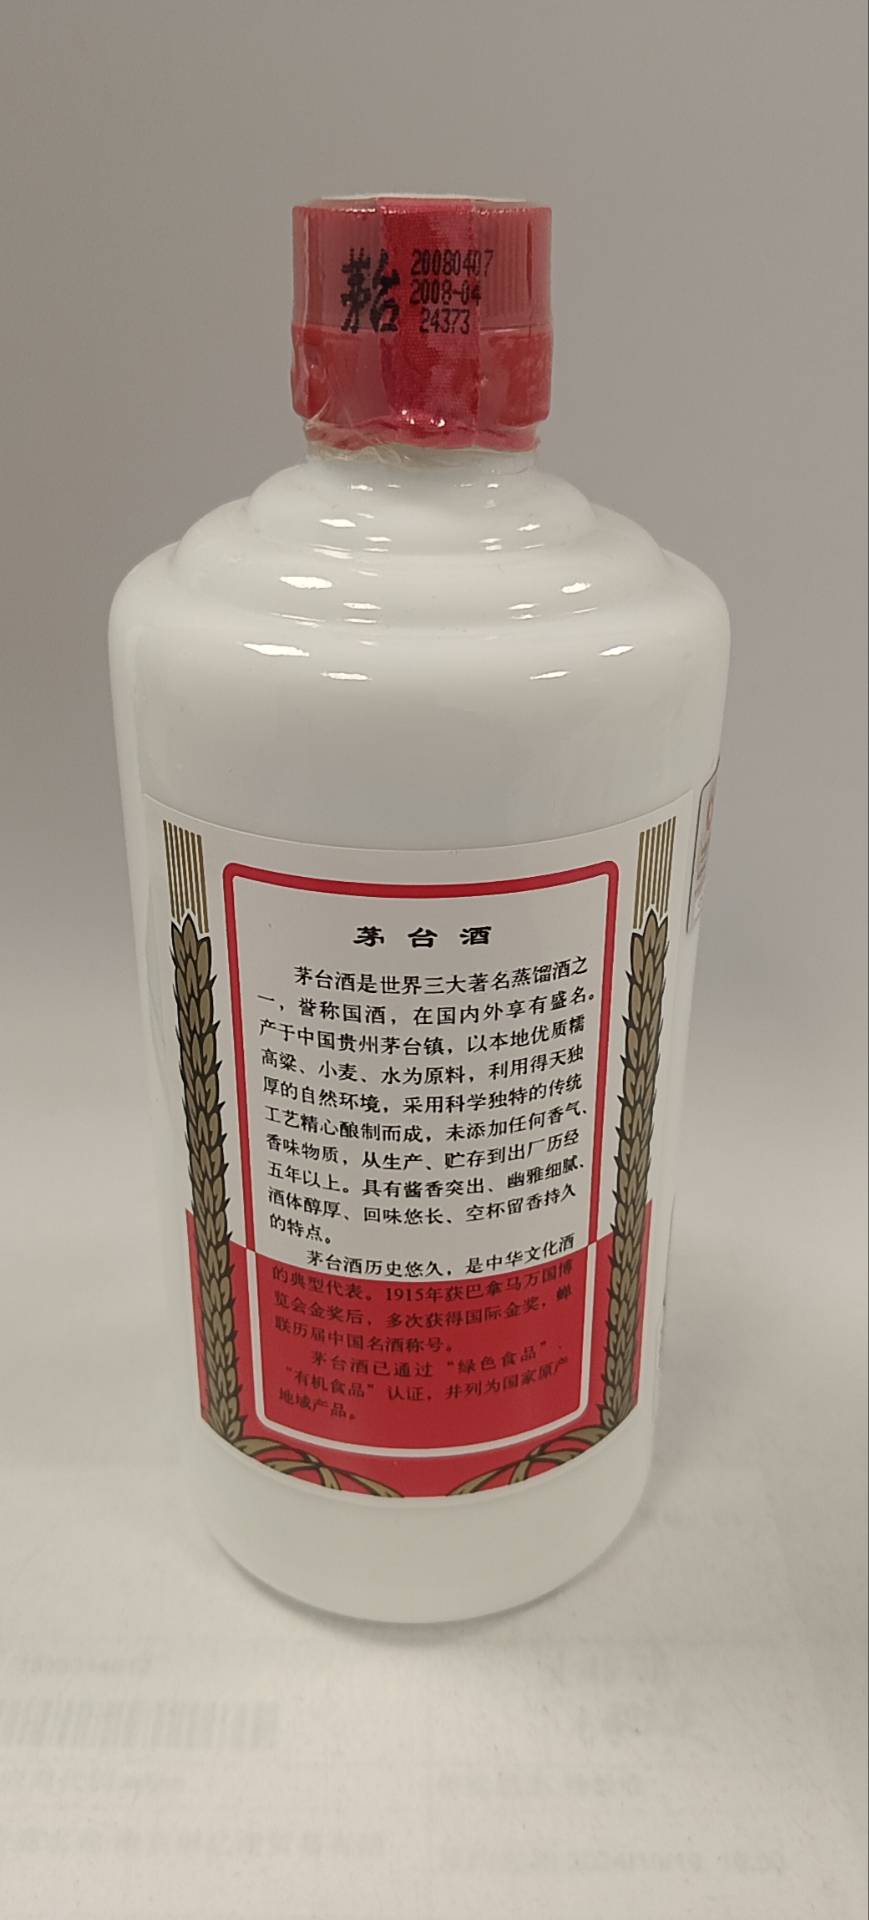 茅台
20080407
2008-04
24373
茅台酒
茅台酒是世界三大著名蒸馏酒之
一，誉称国酒，在国内外享有盛名。
产于中国贵州茅台镇，以本地优质糯
高粱、小麦、水为原料，利用得天独
厚的自然环境，采用科学独特的传统
工艺精心酿制而成，未添加任何香气、
香味物质，从生产、贮存到出厂历经
五年以上。具有酱香突出、幽雅细腻、
酒体醇厚、回味悠长、空杯留香持久
的特点。
茅台酒历史悠久，是中华文化酒
的典型代表。1915年获巴拿马万国博
览会金奖后，多次获得国际金奖，蝉
联历届中国名酒称号。
茅台酒已通过“绿色食品”、
“有机食品”认证，并列为国家原产
地域产品。